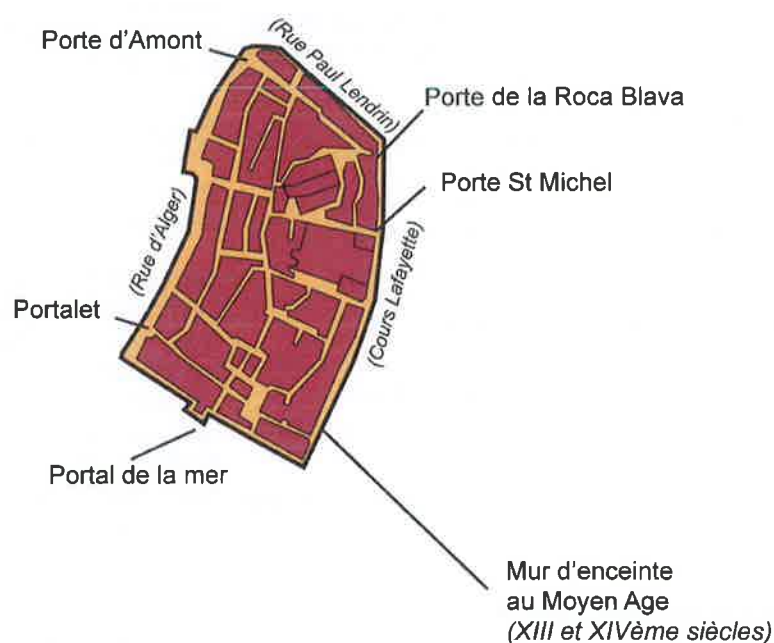 Porte d'Amont
(Rue Paul Lendrin)
Porte de la Roca Blava
Porte St Michel
(Rue d'Alger)
(Cours Lafayette)
Portalet
Portal de la mer
Mur d'enceinte
au Moyen Age
(XIII et XIVème siècles)